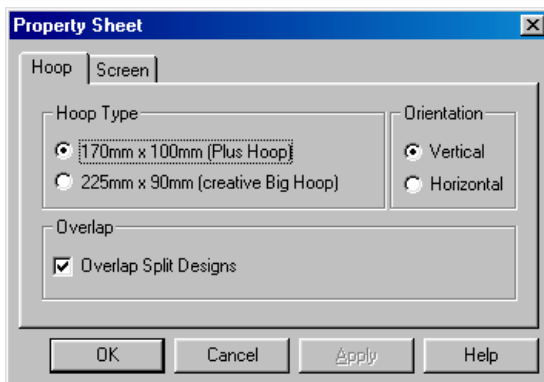 Property Sheet
Hoop Screen
Hoop Type
170mm x 100mm (Plus Hoop)
225mm x 90mm (creative Big Hoop)
Orientation
Vertical
Horizontal
Overlap
Overlap Split Designs
OK Cancel Apply Help